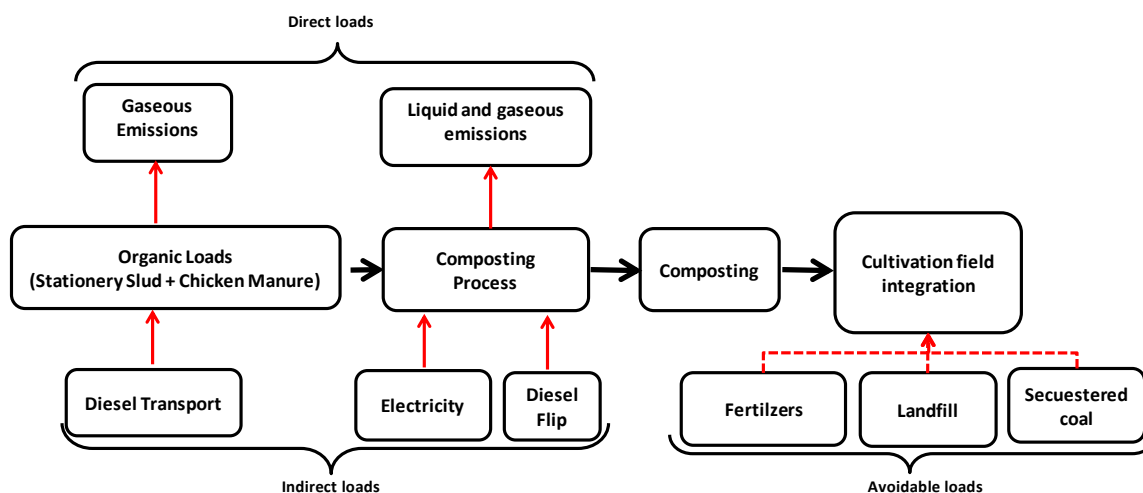 Direct loads
Gaseous
Emissions
Liquid and gaseous
emissions
Organic Loads
(Stationery Slud + Chicken Manure)
Composting
Process
Composting
Cultivation field
integration
Diesel Transport
Electricity
Diesel
Flip
Fertilzers
Landfill
Secuestered
coal
Indirect loads
Avoidable loads